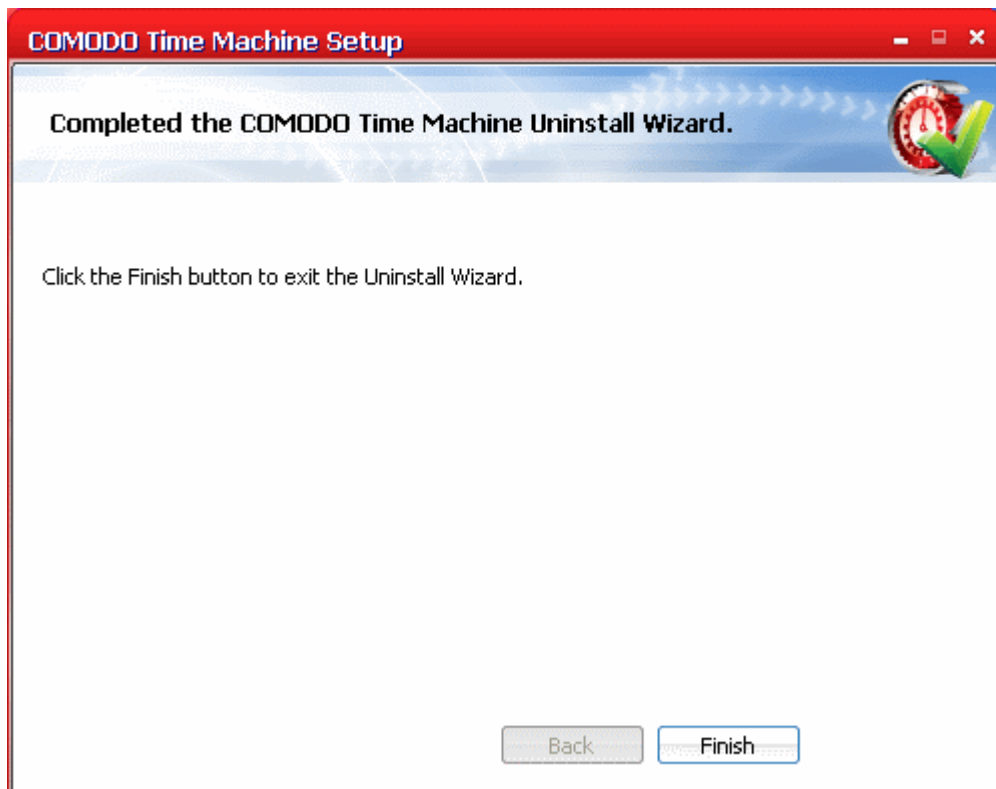 COMODO Time Machine Setup
Completed the COMODO Time Machine Uninstall Wizard.
Click the Finish button to exit the Uninstall Wizard.
Back
Finish